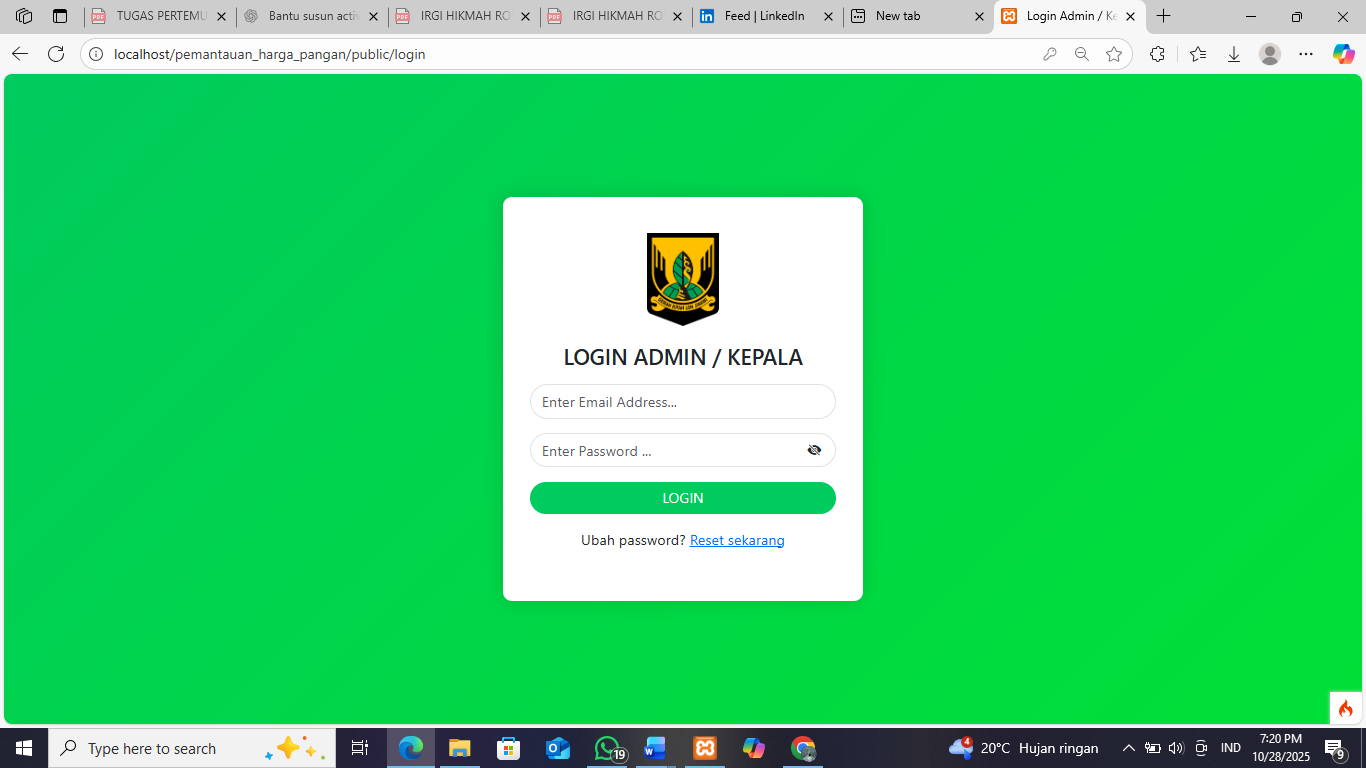 TUGAS PERTEMU
Bantu susun activ
IRGI HIKMAH RO
IRGI HIKMAH RO
Feed | LinkedIn
New tab
Login Admin / Ke
localhost/pemantauan_harga_pangan/public/login
LOGIN ADMIN / KEPALA
Enter Email Address...
Enter Password ...
LOGIN
Ubah password? Reset sekarang
Type here to search
19
4
20°C Hujan ringan
IND
7:20 PM
10/28/2025
9